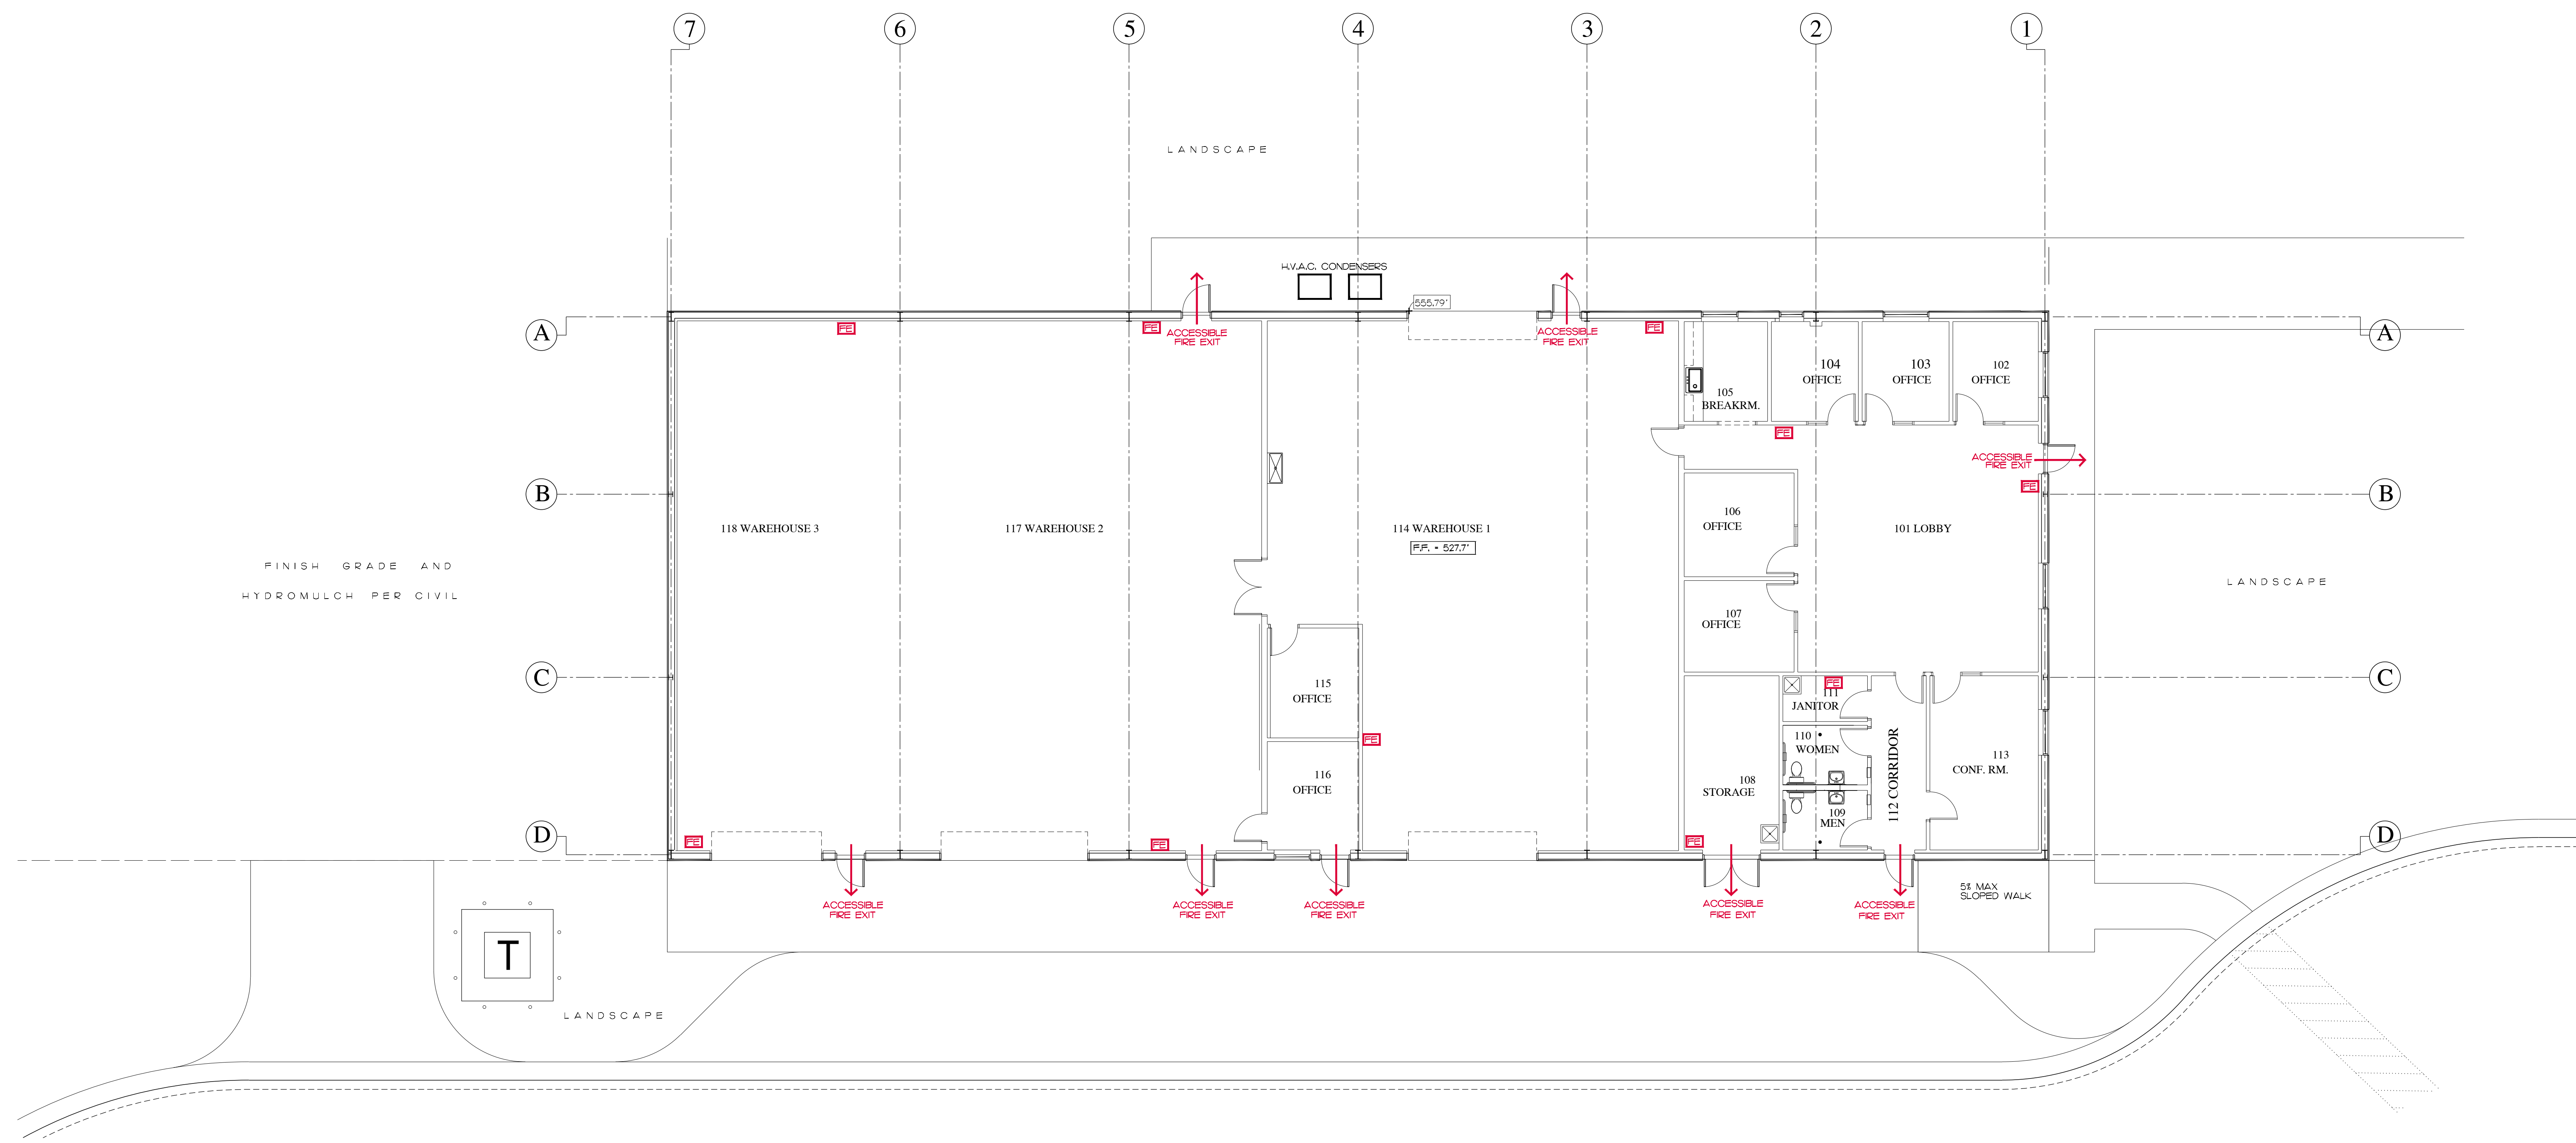 7
6
5
4
3
2
1
LANDSCAPE
H.V.A.C. CONDENSERS
555.79'
A
A
FE
FE
FE
ACCESSIBLE
FIRE EXIT
ACCESSIBLE
FIRE EXIT
104
OFFICE
103
OFFICE
102
OFFICE
105
BREAKRM.
FE
ACCESSIBLE
FIRE EXIT
FE
B
B
118 WAREHOUSE 3
117 WAREHOUSE 2
114 WAREHOUSE 1
F.F. = 527.7'
106
OFFICE
101 LOBBY
FINISH GRADE AND
HYDROMULCH PER CIVIL
LANDSCAPE
107
OFFICE
C
C
115
OFFICE
FE
111
JANITOR
110
WOMEN
FE
112 CORRIDOR
113
CONF. RM.
116
OFFICE
108
STORAGE
109
MEN
D
D
FE
FE
FE
ACCESSIBLE
FIRE EXIT
ACCESSIBLE
FIRE EXIT
ACCESSIBLE
FIRE EXIT
ACCESSIBLE
FIRE EXIT
ACCESSIBLE
FIRE EXIT
5% MAX
SLOPED WALK
T
LANDSCAPE